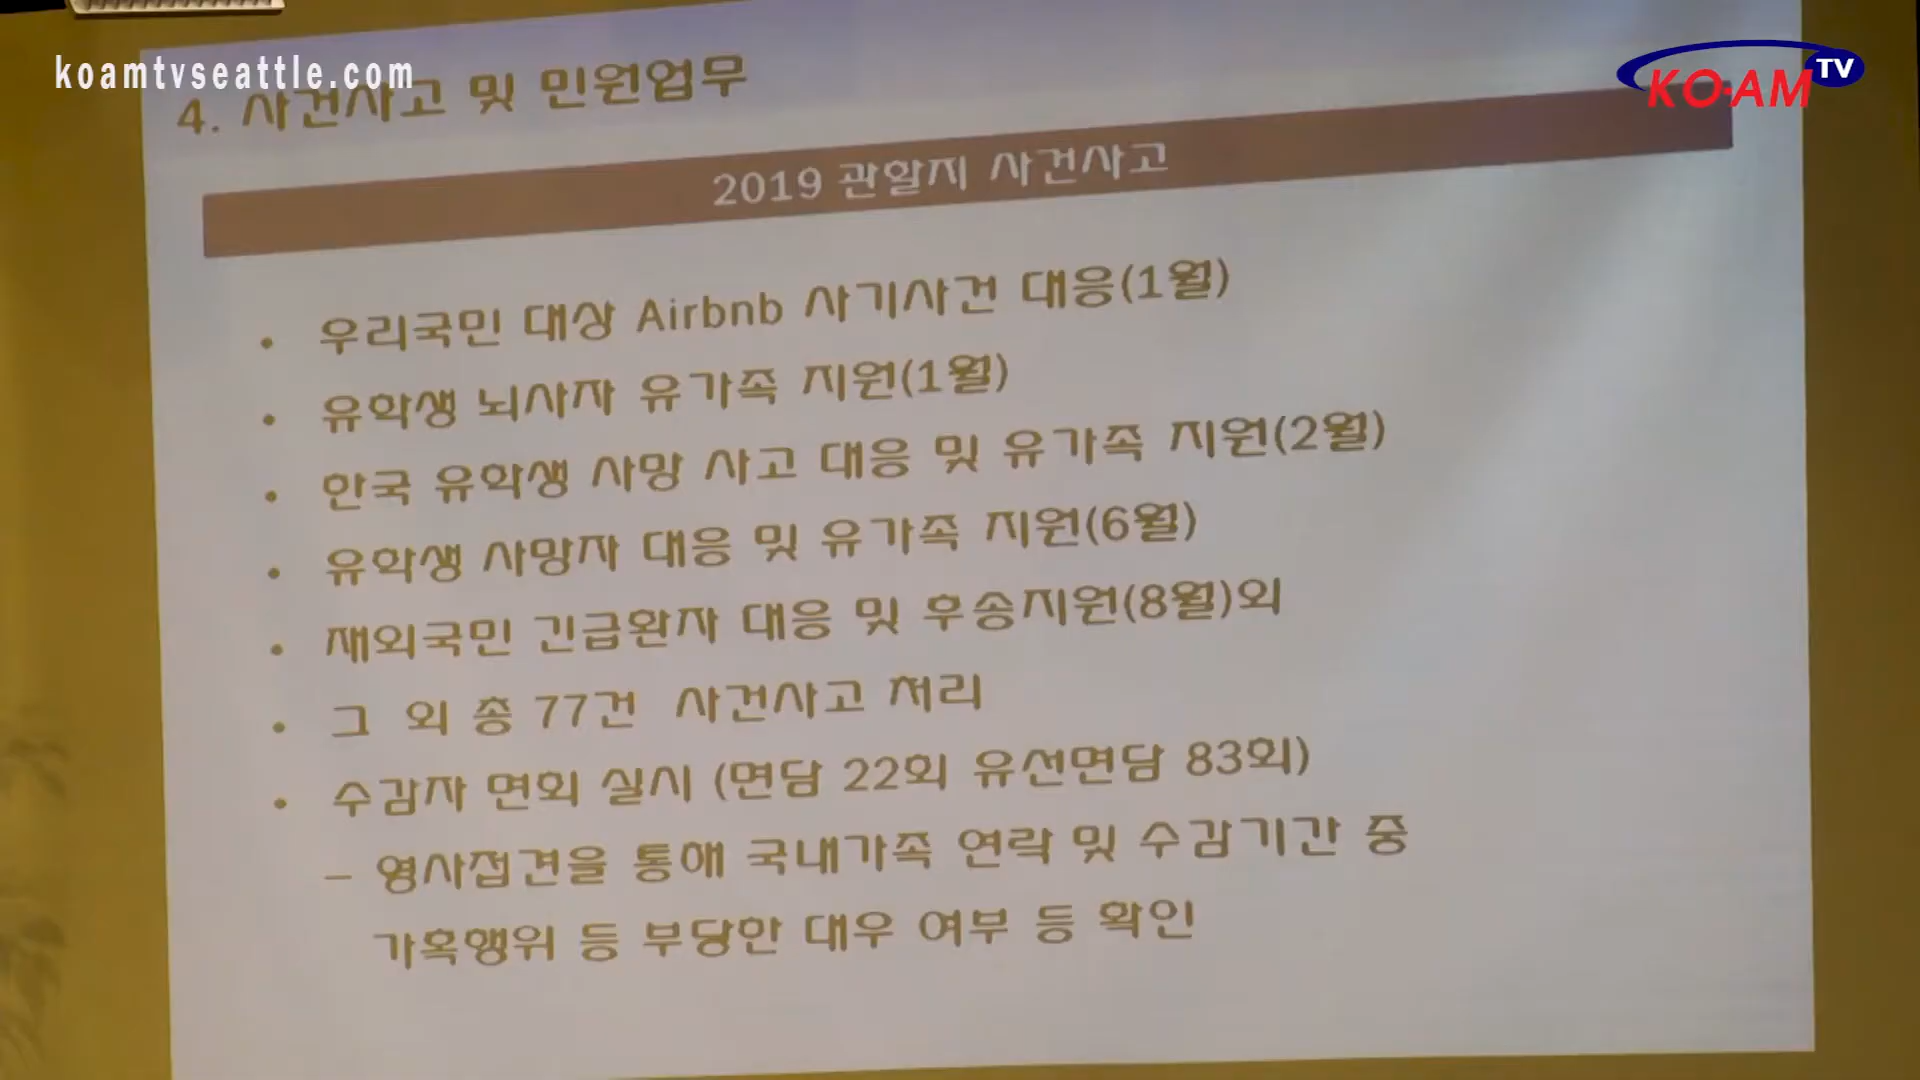 koamtvseattle.com
KO-AM TV
4. 사건사고 및 민원업무
2019 관할지 사건사고
• 우리국민 대상 Airbnb 사기사건 대응(1월)
• 유학생 뇌사자 유가족 지원(1월)
• 한국 유학생 사망 사고 대응 및 유가족 지원(2월)
• 유학생 사망자 대응 및 유가족 지원(6월)
• 재외국민 긴급환자 대응 및 후송지원(8월)외
• 그 외 총 77건 사건사고 처리
• 수감자 면회 실시 (면담 22회 유선면담 83회)
– 영사접견을 통해 국내가족 연락 및 수감기간 중
가혹행위 등 부당한 대우 여부 등 확인